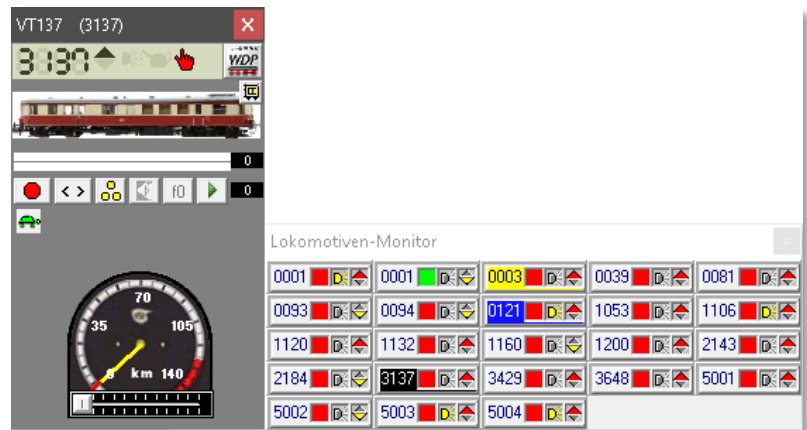 VT137 (3137)
3137
WDP
0
< >
f0
0
70
35
105
0
km
140
Lokomotiven-Monitor
x
0001 D
0001 D
0003 D
0039 D
0081 D
0093 D
0094 D
0121 D
1053 D
1106 D
1120 D
1132 D
1160 D
1200 D
2143 D
2184 D
3137 D
3429 D
3648 D
5001 D
5002 D
5003 D
5004 D